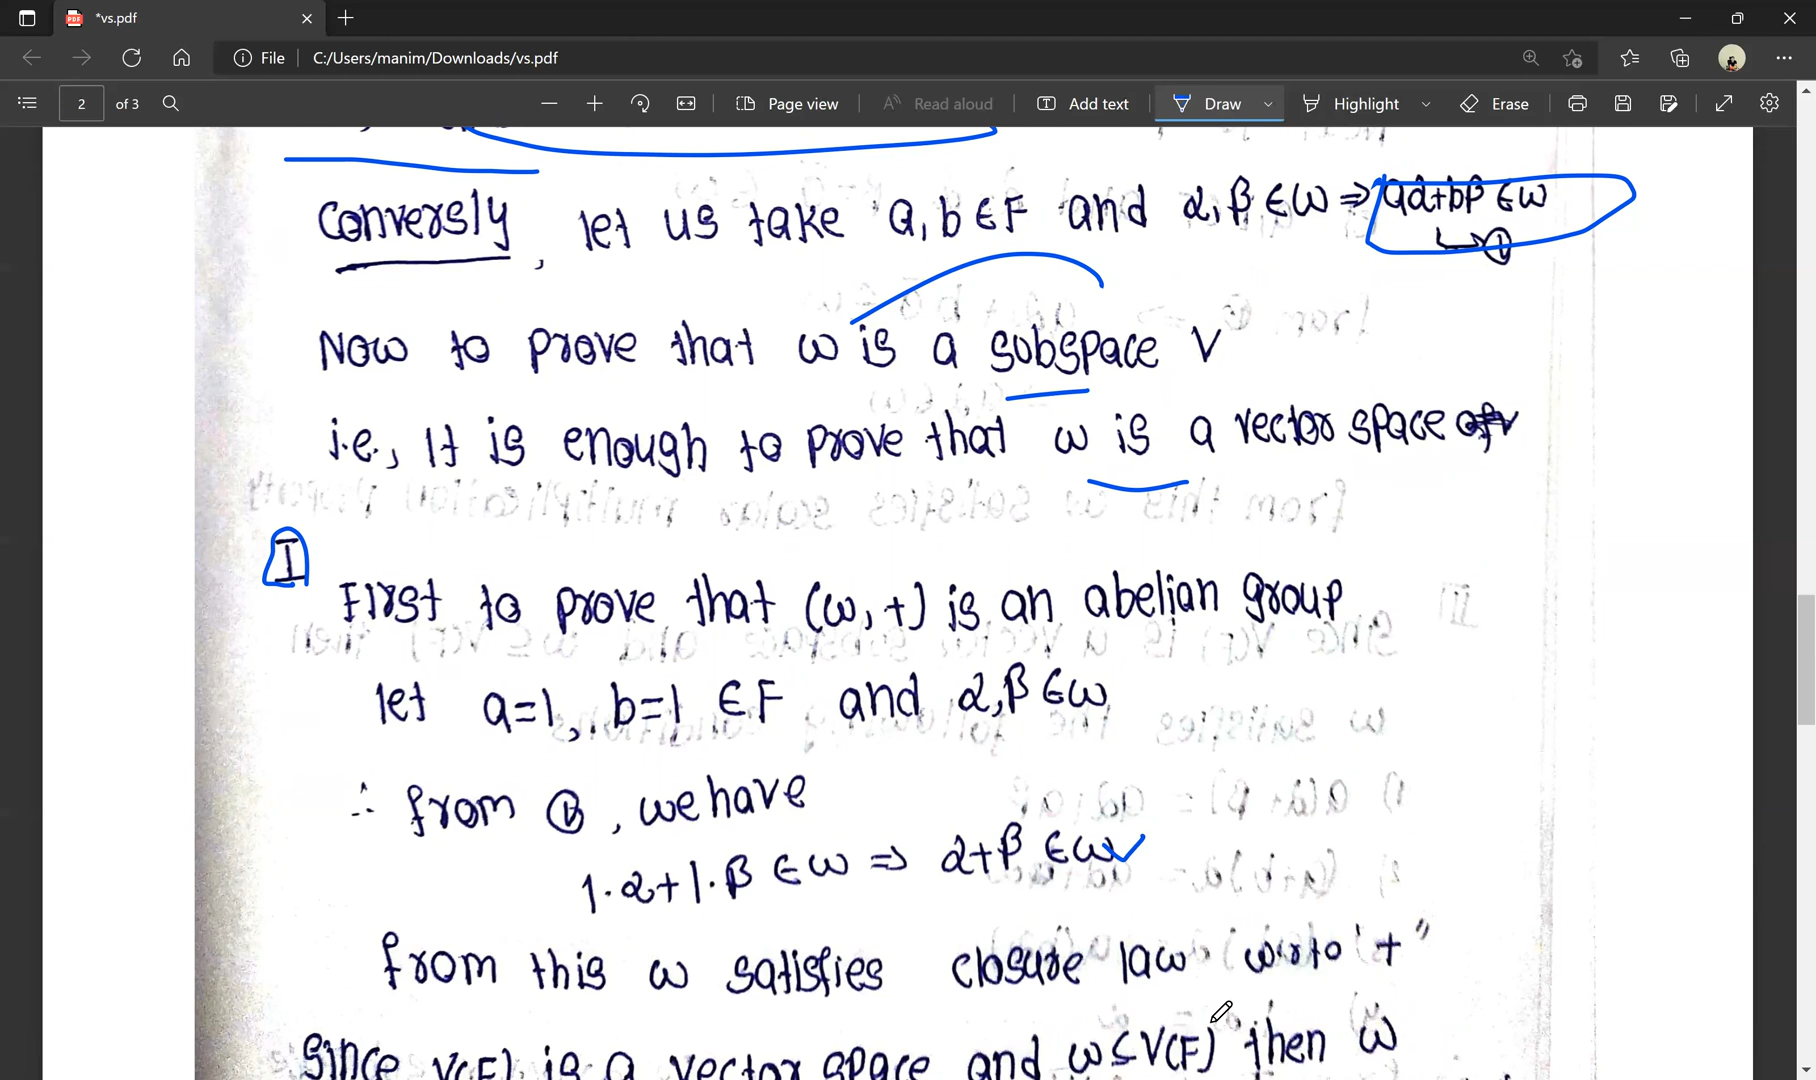 *vs.pdf
File C:/Users/manim/Downloads/vs.pdf
2 of 3 Page view Read aloud Add text Draw Highlight Erase
Conversly, let us take a, b ∈ F and α, β ∈ ω ⇒ aα+bβ ∈ ω
①
Now to prove that ω is a subspace V
i.e., It is enough to prove that ω is a vector space
I
First to prove that (ω, +) is an abelian group
let a=1, b=1 ∈ F and α, β ∈ ω
∴ from ①, we have
1.α+1.β ∈ ω ⇒ α+β ∈ ω
from this ω satisfies closure law w.r.to "+"
Since V(F) is a vector space and ω ⊆ V(F) then ω